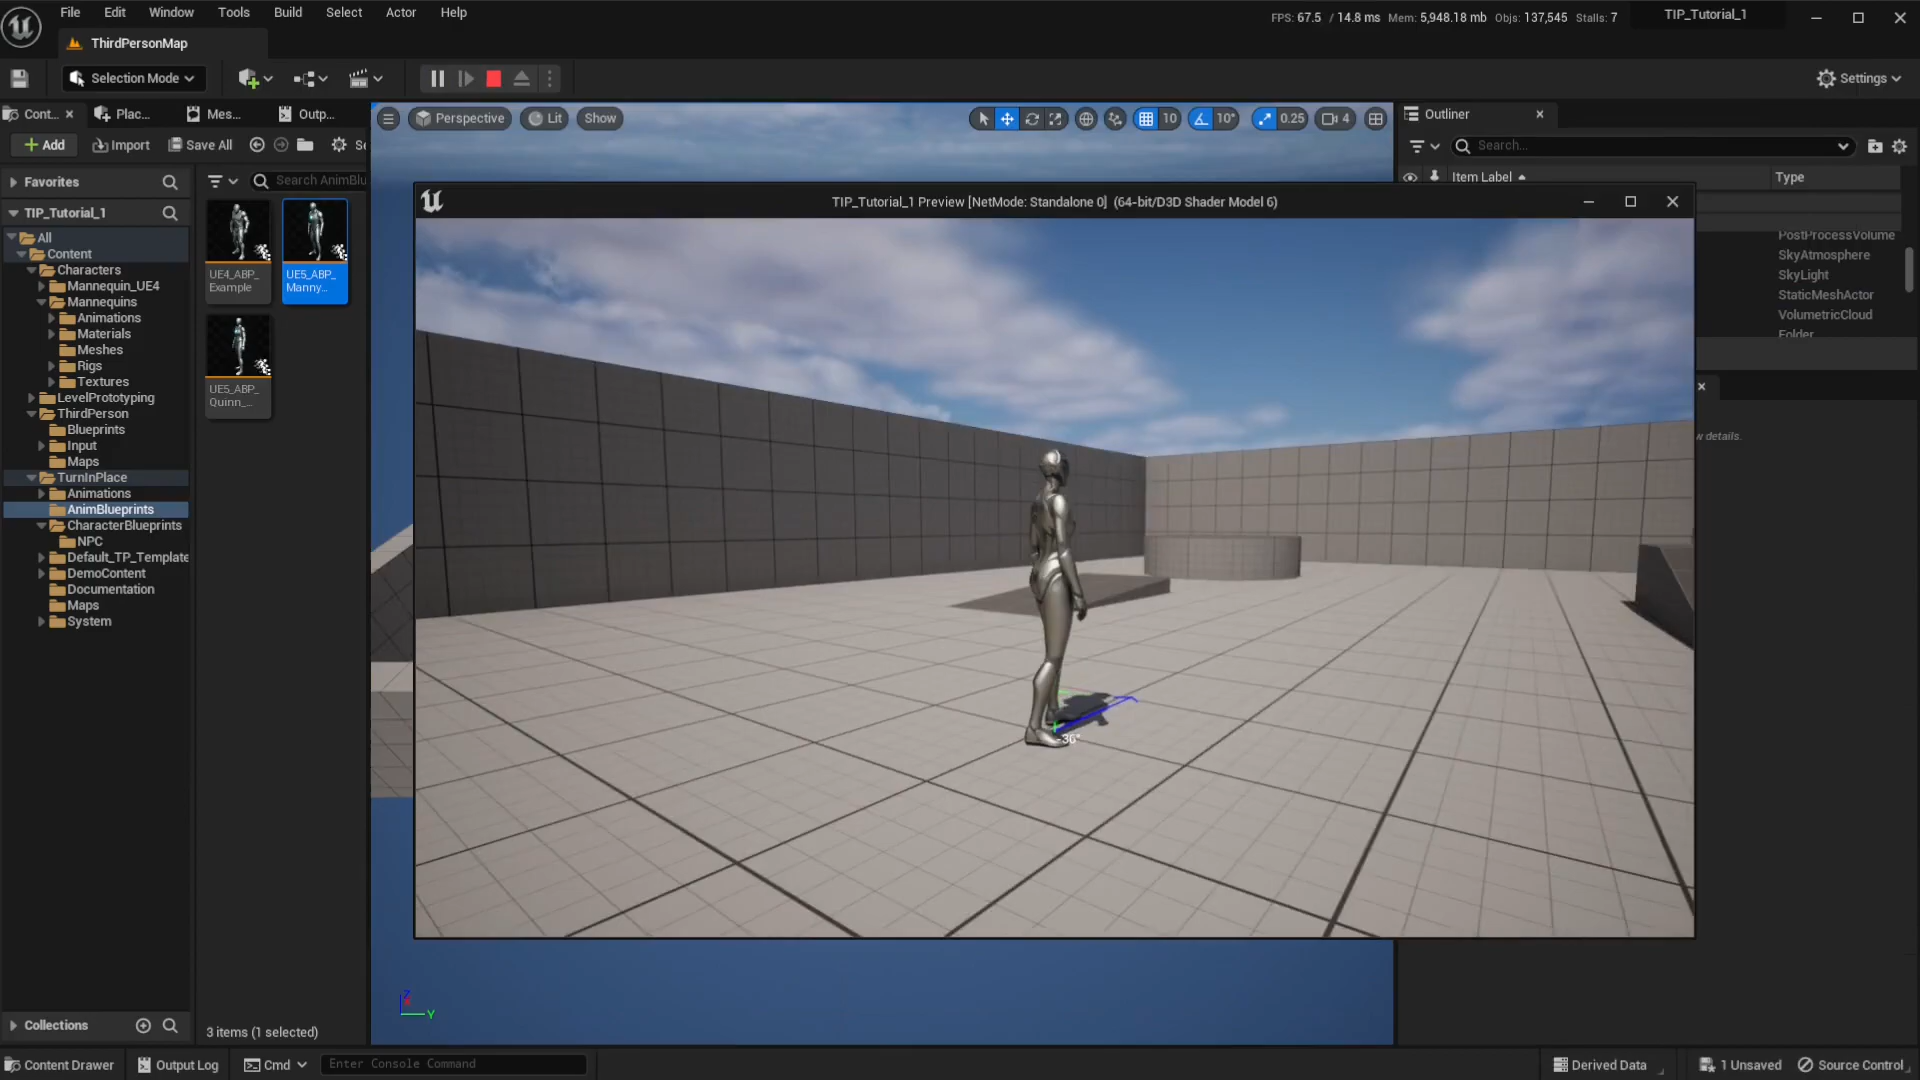 File Edit Window Tools Build Select Actor Help
FPS: 67.5 / 14.8 ms Mem: 5,948.18 mb Objs: 137,545 Stalls: 7
TIP_Tutorial_1
ThirdPersonMap
Selection Mode
Settings
Cont...
Plac...
Mes...
Outp...
Add
Import
Save All
Se
Favorites
TIP_Tutorial_1
All
Content
Characters
Mannequin_UE4
Mannequins
Animations
Materials
Meshes
Rigs
Textures
LevelPrototyping
ThirdPerson
Blueprints
Input
Maps
TurnInPlace
Animations
AnimBlueprints
CharacterBlueprints
NPC
Default_TP_Template
DemoContent
Documentation
Maps
System
Collections
Search AnimBlu
UE4_ABP_
Example
UE5_ABP_
Manny...
UE5_ABP_
Quinn_...
3 items (1 selected)
Perspective
Lit
Show
10
10°
0.25
4
TIP_Tutorial_1 Preview [NetMode: Standalone 0] (64-bit/D3D Shader Model 6)
-36°
Z
Y
Outliner
Search...
Item Label
Type
PostProcessVolume
SkyAtmosphere
SkyLight
StaticMeshActor
VolumetricCloud
Folder
w details.
Content Drawer
Output Log
Cmd
Enter Console Command
Derived Data
1 Unsaved
Source Control